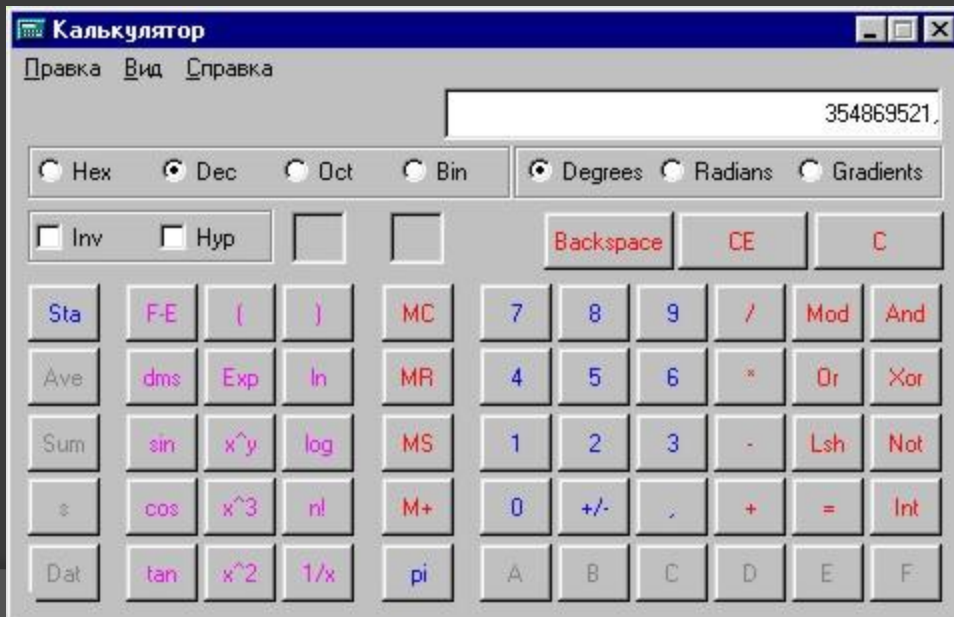 Калькулятор
Правка Вид Справка
354869521,
Hex Dec Oct Bin Degrees Radians Gradients
Inv Hyp Backspace CE C
Sta F-E ( ) MC 7 8 9 / Mod And
Ave dms Exp ln MR 4 5 6 * Or Xor
Sum sin x^y log MS 1 2 3 - Lsh Not
s cos x^3 n! M+ 0 +/- , + = Int
Dat tan x^2 1/x pi A B C D E F